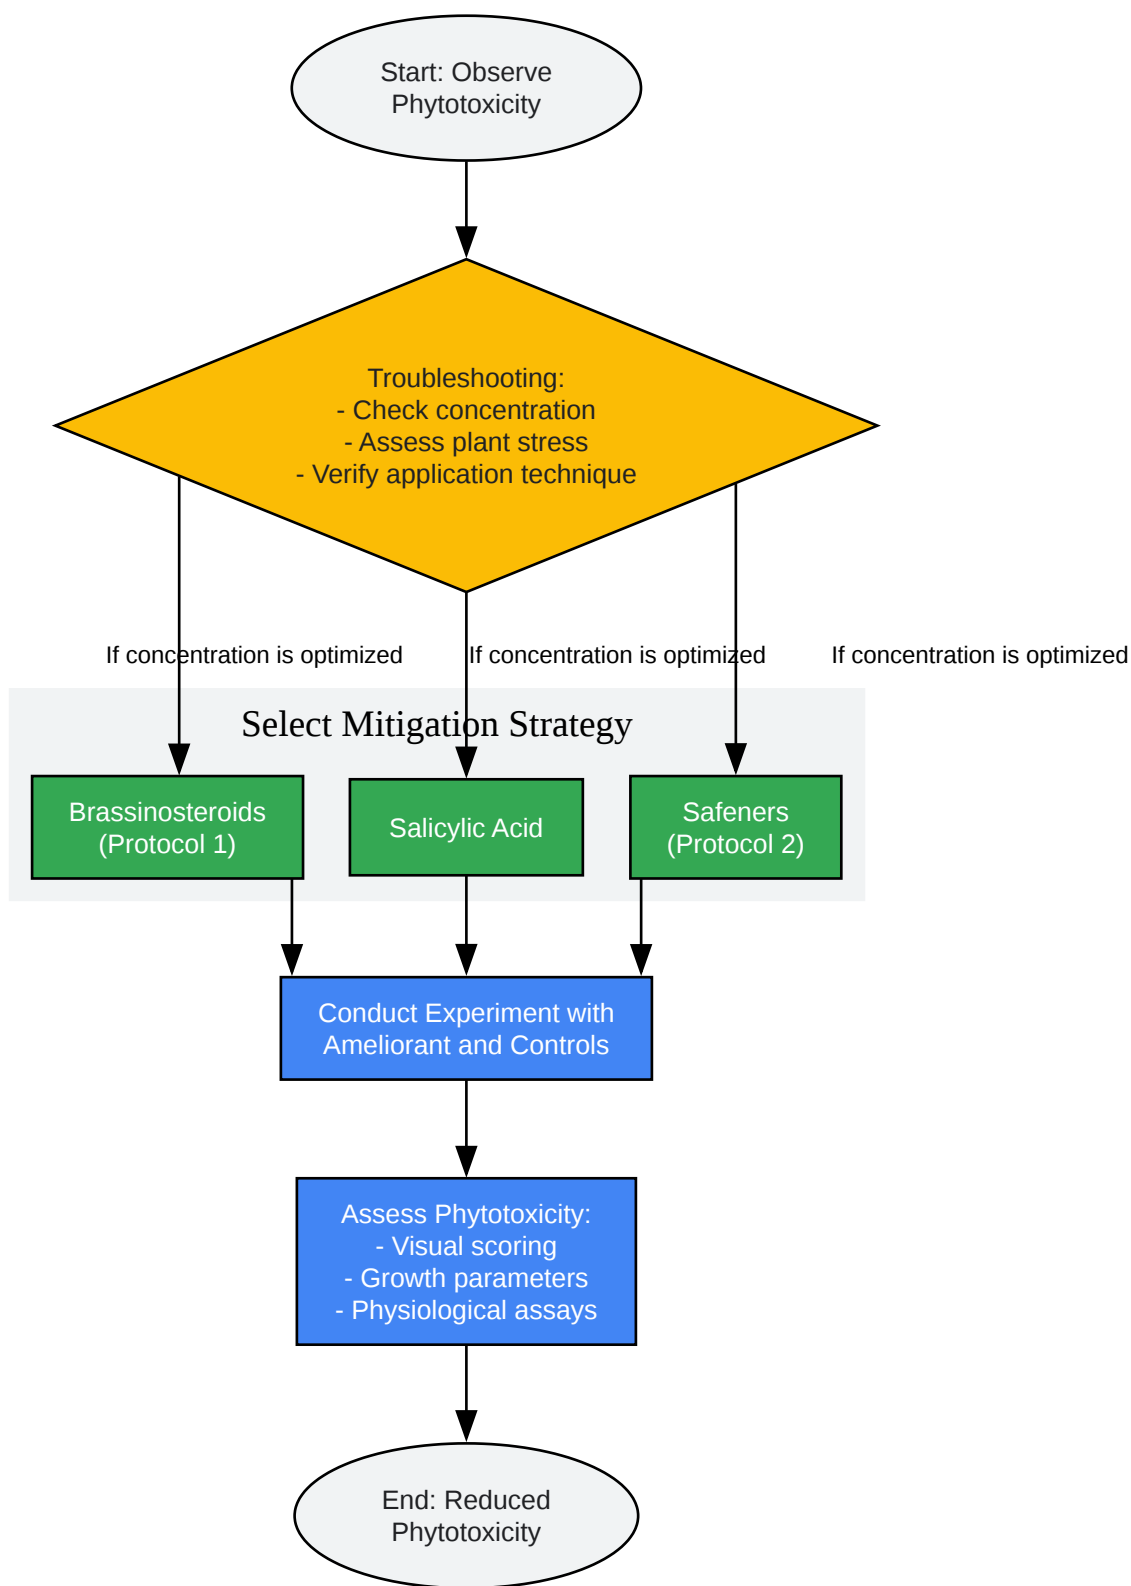 Start: Observe
Phytotoxicity
Troubleshooting:
- Check concentration
- Assess plant stress
- Verify application technique
If concentration is optimized
If concentration is optimized
If concentration is optimized
Select Mitigation Strategy
Brassinosteroids
(Protocol 1)
Salicylic Acid
Safeners
(Protocol 2)
Conduct Experiment with
Ameliorant and Controls
Assess Phytotoxicity:
- Visual scoring
- Growth parameters
- Physiological assays
End: Reduced
Phytotoxicity